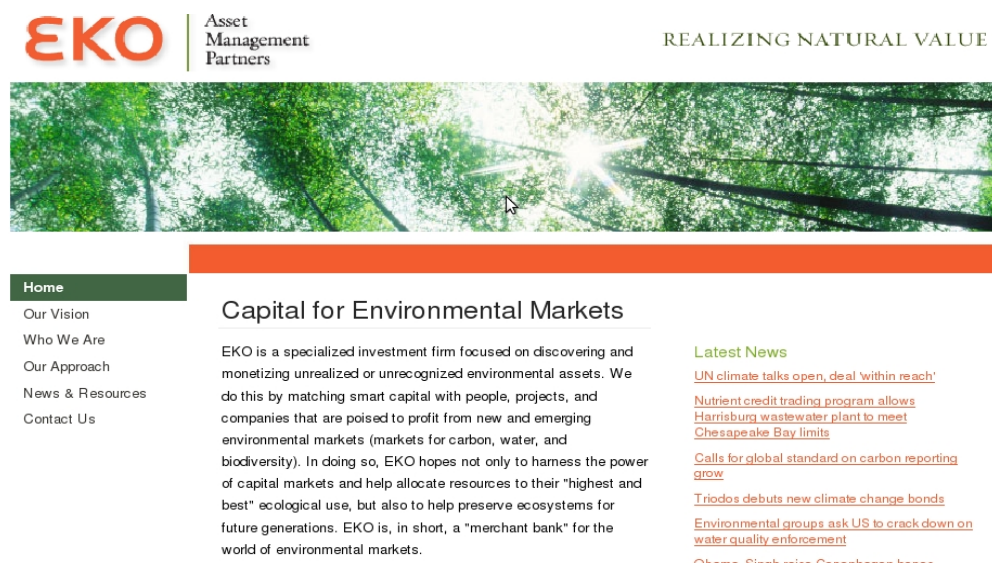 EKO
Asset
Management
Partners
REALIZING NATURAL VALUE
Home
Our Vision
Who We Are
Our Approach
News & Resources
Contact Us
Capital for Environmental Markets
EKO is a specialized investment firm focused on discovering and
monetizing unrealized or unrecognized environmental assets. We
do this by matching smart capital with people, projects, and
companies that are poised to profit from new and emerging
environmental markets (markets for carbon, water, and
biodiversity). In doing so, EKO hopes not only to harness the power
of capital markets and help allocate resources to their "highest and
best" ecological use, but also to help preserve ecosystems for
future generations. EKO is, in short, a "merchant bank" for the
world of environmental markets.
Latest News
UN climate talks open, deal 'within reach'
Nutrient credit trading program allows
Harrisburg wastewater plant to meet
Chesapeake Bay limits
Calls for global standard on carbon reporting
grow
Triodos debuts new climate change bonds
Environmental groups ask US to crack down on
water quality enforcement